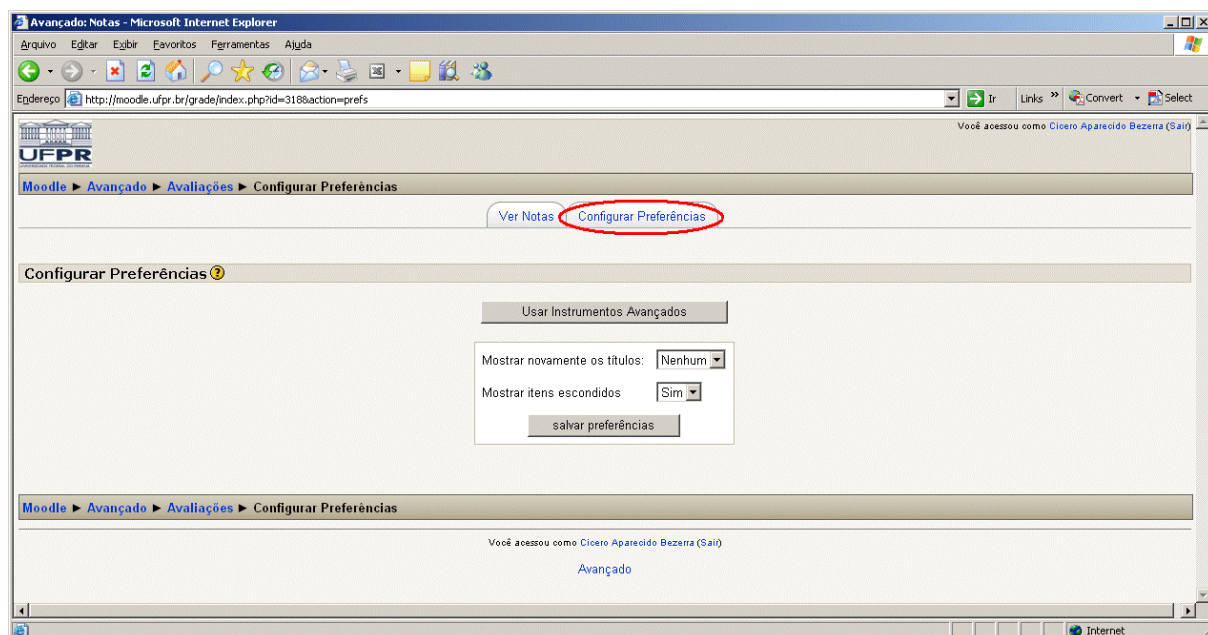 Avançado: Notas - Microsoft Internet Explorer
Arquivo Editar Exibir Favoritos Ferramentas Ajuda
Endereço http://moodle.ufpr.br/grade/index.php?id=318&action=prefs Ir Links » Convert Select
Você acessou como Cicero Aparecido Bezerra (Sair)
UFPR
Moodle ► Avançado ► Avaliações ► Configurar Preferências
Ver Notas Configurar Preferências
Configurar Preferências ?
Usar Instrumentos Avançados
Mostrar novamente os títulos: Nenhum
Mostrar itens escondidos Sim
salvar preferências
Moodle ► Avançado ► Avaliações ► Configurar Preferências
Você acessou como Cicero Aparecido Bezerra (Sair)
Avançado
Internet